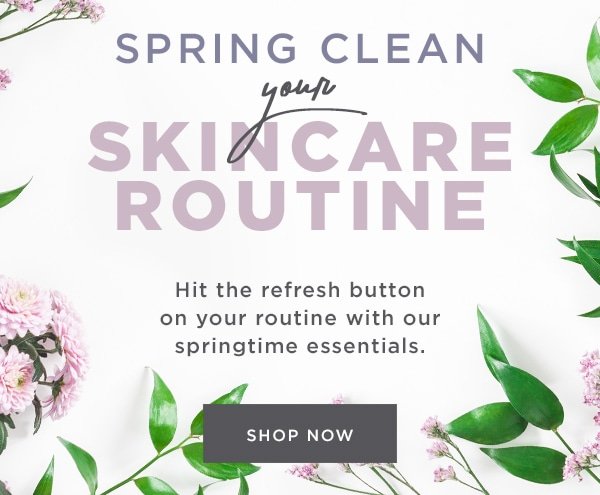 SPRING CLEAN
your
SKINCARE
ROUTINE
Hit the refresh button
on your routine with our
springtime essentials.
SHOP NOW